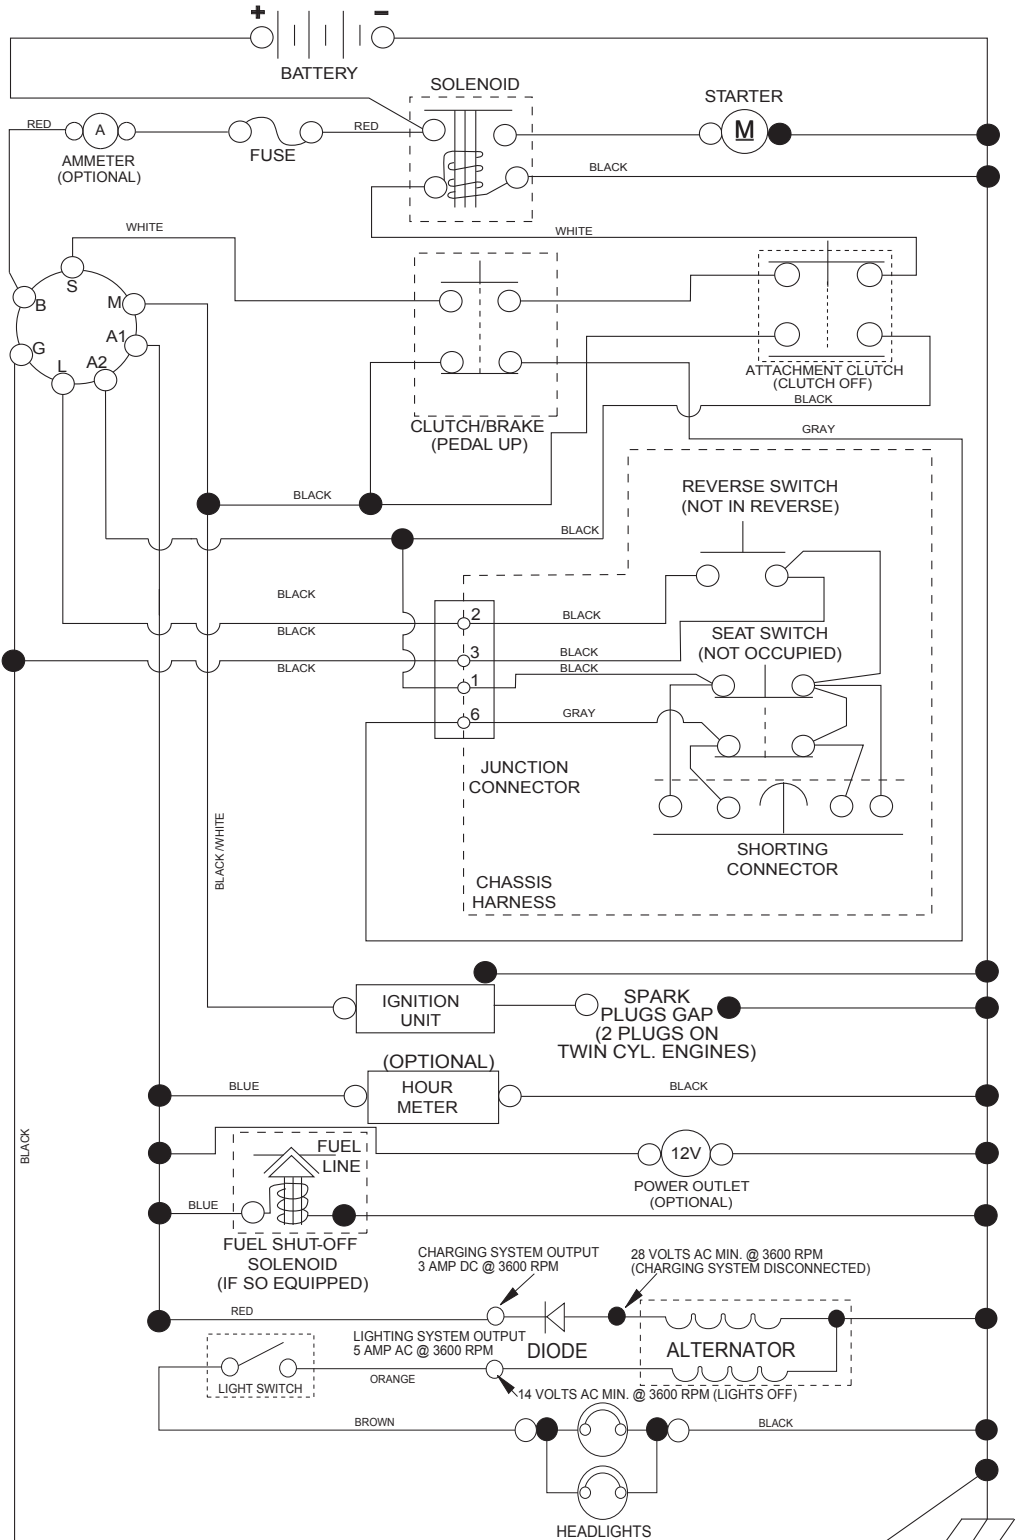 + -
BATTERY
SOLENOID
STARTER
RED
A
RED
M
AMMETER
(OPTIONAL)
FUSE
BLACK
WHITE
WHITE
S
B
M
A1
G
L
A2
ATTACHMENT CLUTCH
(CLUTCH OFF)
BLACK
CLUTCH/BRAKE
(PEDAL UP)
GRAY
REVERSE SWITCH
(NOT IN REVERSE)
BLACK
BLACK
BLACK
2
BLACK
BLACK
SEAT SWITCH
(NOT OCCUPIED)
3
BLACK
BLACK
BLACK
1
6
GRAY
JUNCTION
CONNECTOR
BLACK/WHITE
SHORTING
CONNECTOR
CHASSIS
HARNESS
IGNITION
UNIT
SPARK
PLUGS GAP
(2 PLUGS ON
TWIN CYL. ENGINES)
(OPTIONAL)
HOUR
METER
BLUE
BLACK
BLACK
FUEL
LINE
12V
POWER OUTLET
(OPTIONAL)
BLUE
FUEL SHUT-OFF
SOLENOID
(IF SO EQUIPPED)
CHARGING SYSTEM OUTPUT
3 AMP DC @ 3600 RPM
28 VOLTS AC MIN. @ 3600 RPM
(CHARGING SYSTEM DISCONNECTED)
RED
LIGHTING SYSTEM OUTPUT
5 AMP AC @ 3600 RPM
DIODE
ALTERNATOR
LIGHT SWITCH
ORANGE
14 VOLTS AC MIN. @ 3600 RPM (LIGHTS OFF)
BROWN
BLACK
HEADLIGHTS